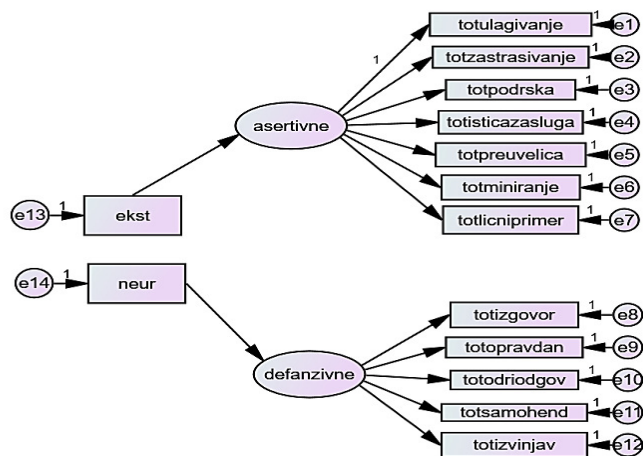 totulagivanje 1 e1
1
totzastrasivanje 1 e2
totpodrska 1 e3
asertivne
totisticazasluga 1 e4
totpreuvelica 1 e5
totminiranje 1 e6
totlicniprimer 1 e7
e13 1 ekst
e14 1 neur
totizgovor 1 e8
totopravdan 1 e9
defanzivne
totodriodgov 1 e10
totsamohend 1 e11
totizvinjav 1 e12